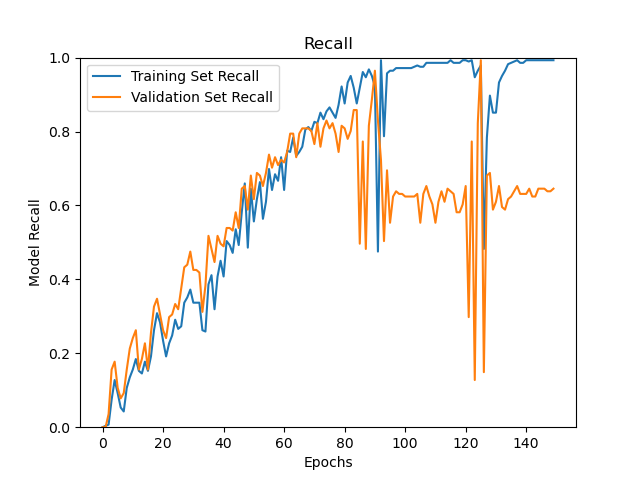 Recall
Training Set Recall
Validation Set Recall
Model Recall
1.0
0.8
0.6
0.4
0.2
0.0
0 20 40 60 80 100 120 140
Epochs